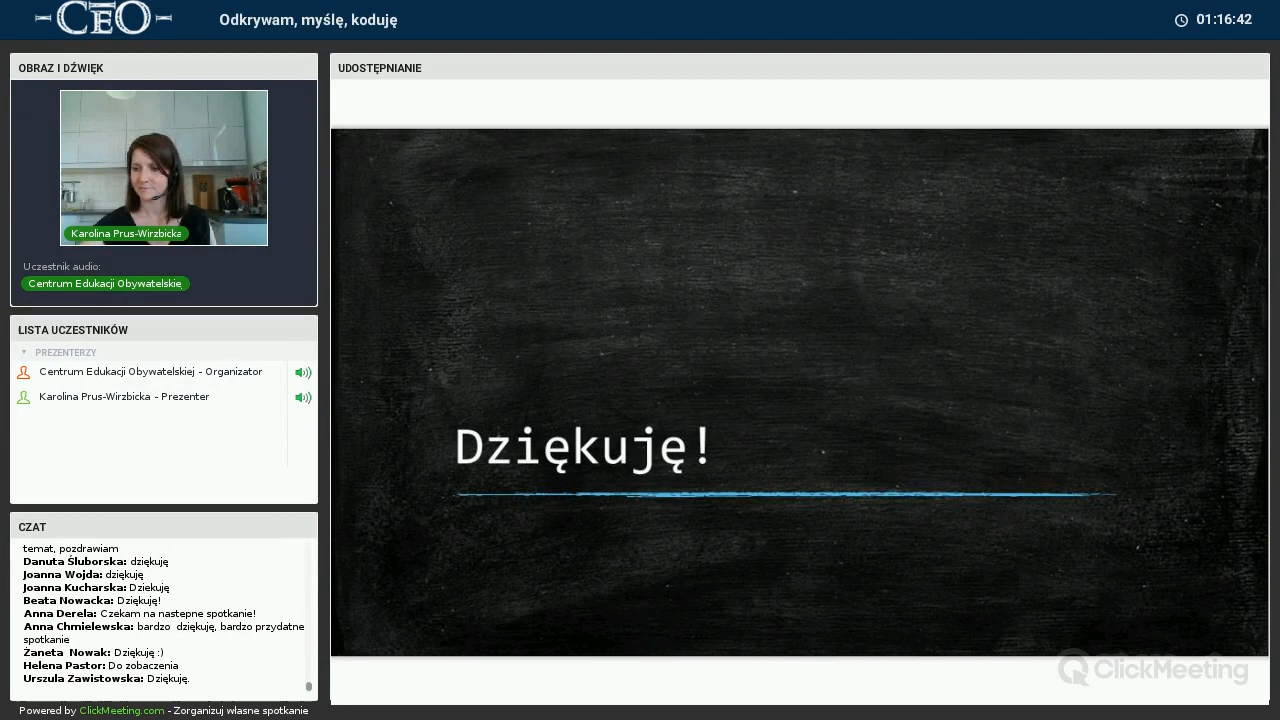 CEO
Odkrywam, myślę, koduję
01:16:42
OBRAZ I DŹWIĘK
Karolina Prus-Wirzbicka
Uczestnik audio:
Centrum Edukacji Obywatelskiej
LISTA UCZESTNIKÓW
PREZENTERZY
Centrum Edukacji Obywatelskiej - Organizator
Karolina Prus-Wirzbicka - Prezenter
CZAT
temat, pozdrawiam
Danuta Śluborska: dziękuję
Joanna Wojda: dziękuję
Joanna Kucharska: Dziekuję
Beata Nowacka: Dziękuję!
Anna Derela: Czekam na nastepne spotkanie!
Anna Chmielewska: bardzo dziękuję, bardzo przydatne
spotkanie
Żaneta Nowak: Dziękuję :)
Helena Pastor: Do zobaczenia
Urszula Zawistowska: Dziękuję.
Powered by ClickMeeting.com - Zorganizuj własne spotkanie
UDOSTĘPNIANIE
Dziękuję!
ClickMeeting